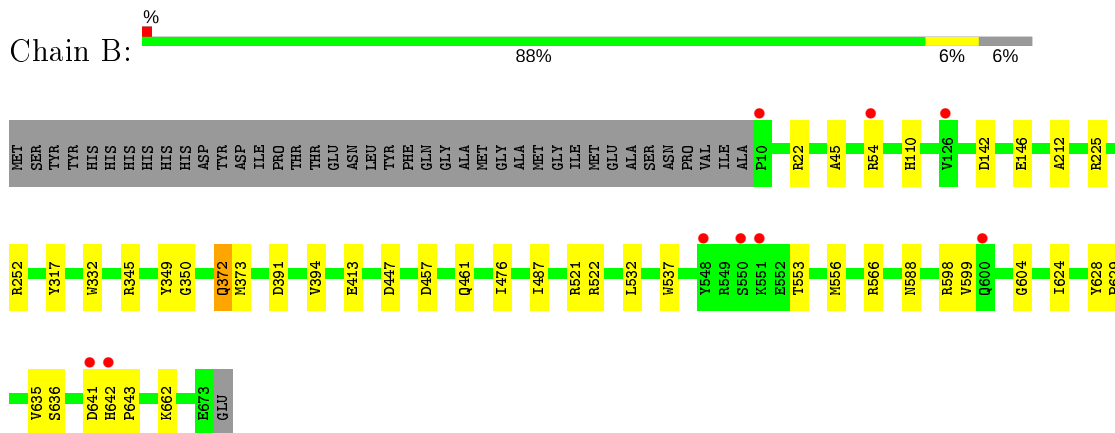 %
Chain B:
88% 6% 6%
MET SER TYR TYR HIS HIS HIS HIS HIS HIS HIS ASP TYR ASP ILE PRO THR THR GLU ASN LEU TYR PHE GLN GLY ALA MET GLY ALA MET GLY ILE MET GLU ALA SER ASN PRO VAL ILE ALA P10 R22 A45 R54 H110 V126 D142 E146 A212 R225
R252 Y317 W332 R345 Y349 G350 Q372 M373 D391 V394 E413 D447 D457 Q461 I476 I487 R521 R522 L532 W537 Y548 R549 S550 K551 E552 T553 M556 R566 N588 R598 V599 Q600 G604 I624 Y628 P629
V635 S636 D641 H642 P643 K662 E673 GLU